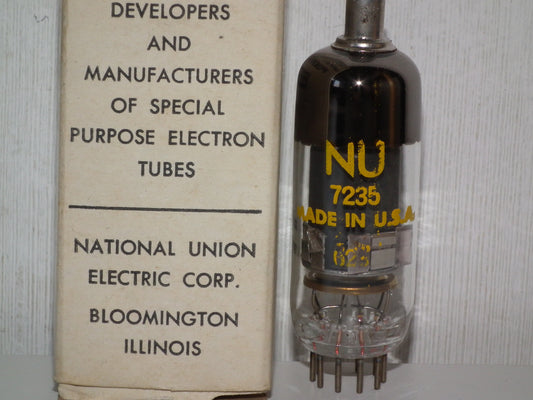 DEVELOPERS
AND
MANUFACTURERS
OF SPECIAL
PURPOSE ELECTRON
TUBES
NATIONAL UNION
ELECTRIC CORP.
BLOOMINGTON
ILLINOIS
NU
7235
MADE IN U.S.A.